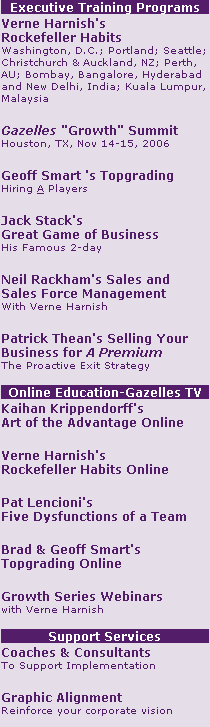 Executive Training Programs
Verne Harnish's
Rockefeller Habits
Washington, D.C.; Portland; Seattle;
Christchurch & Auckland, NZ; Perth,
AU; Bombay, Bangalore, Hyderabad
and New Delhi, India; Kuala Lumpur,
Malaysia
Gazelles "Growth" Summit
Houston, TX, Nov 14-15, 2006
Geoff Smart 's Topgrading
Hiring A Players
Jack Stack's
Great Game of Business
His Famous 2-day
Neil Rackham's Sales and
Sales Force Management
With Verne Harnish
Patrick Thean's Selling Your
Business for A Premium
The Proactive Exit Strategy
Online Education-Gazelles TV
Kaihan Krippendorff's
Art of the Advantage Online
Verne Harnish's
Rockefeller Habits Online
Pat Lencioni's
Five Dysfunctions of a Team
Brad & Geoff Smart's
Topgrading Online
Growth Series Webinars
with Verne Harnish
Support Services
Coaches & Consultants
To Support Implementation
Graphic Alignment
Reinforce your corporate vision